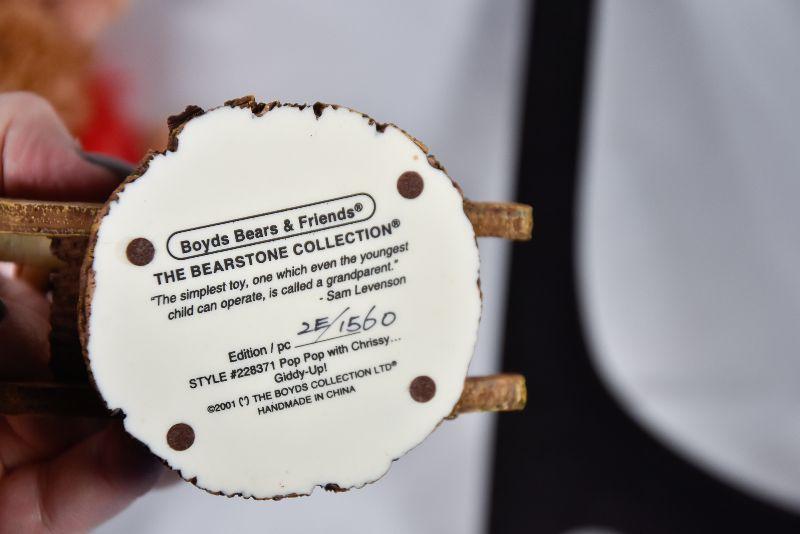 Boyds Bears & Friends®
THE BEARSTONE COLLECTION®
"The simplest toy, one which even the youngest
child can operate, is called a grandparent."
- Sam Levenson
Edition / pc 2E/1560
STYLE #228371 Pop Pop with Chrissy...
Giddy-Up!
©2001 (") THE BOYDS COLLECTION LTD®
HANDMADE IN CHINA